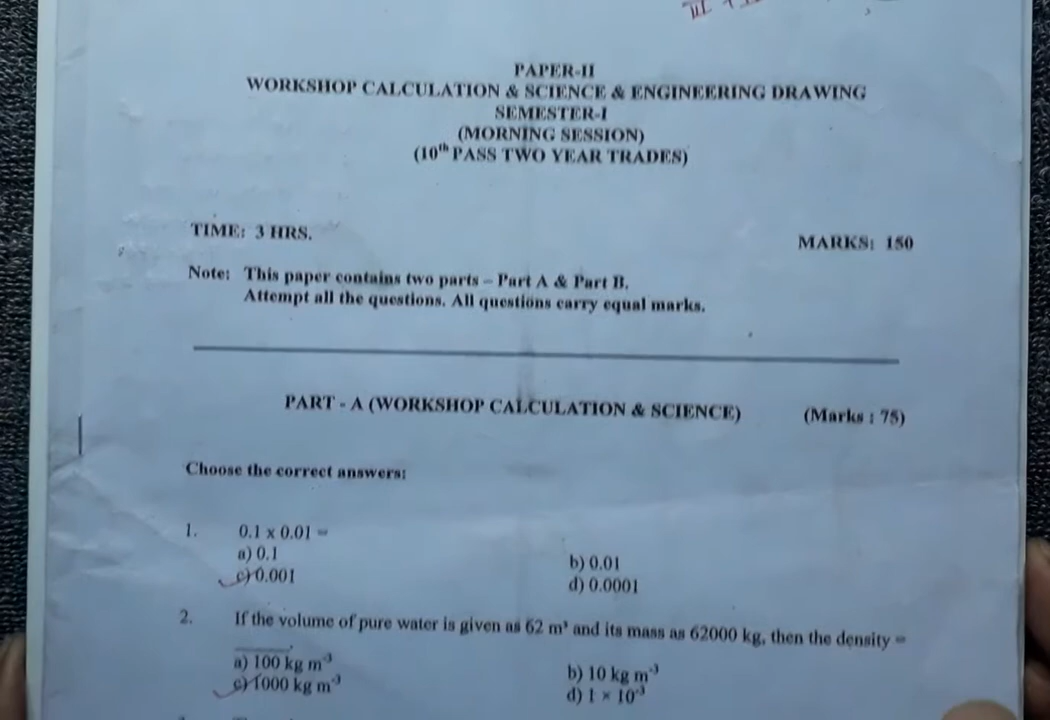 PAPER-II
WORKSHOP CALCULATION & SCIENCE & ENGINEERING DRAWING
SEMESTER-I
(MORNING SESSION)
(10th PASS TWO YEAR TRADES)
TIME: 3 HRS.
MARKS: 150
Note: This paper contains two parts – Part A & Part B.
Attempt all the questions. All questions carry equal marks.
PART - A (WORKSHOP CALCULATION & SCIENCE) (Marks : 75)
Choose the correct answers:
1. 0.1 x 0.01 =
a) 0.1
b) 0.01
c) 0.001
d) 0.0001
2. If the volume of pure water is given as 62 m³ and its mass as 62000 kg, then the density =
a) 100 kg m⁻³
b) 10 kg m⁻³
c) 1000 kg m⁻³
d) 1 × 10⁻³